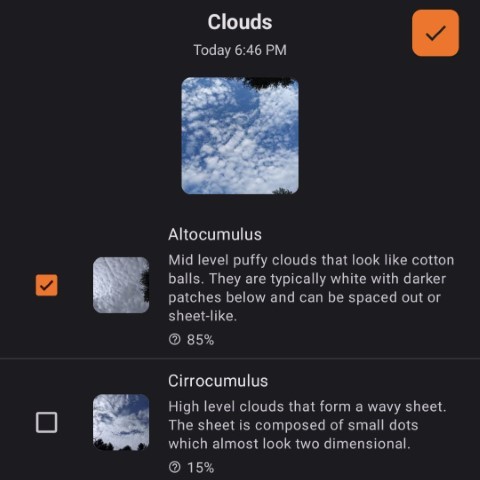 Clouds
Today 6:46 PM
Altocumulus
Mid level puffy clouds that look like cotton
balls. They are typically white with darker
patches below and can be spaced out or
sheet-like.
85%
Cirrocumulus
High level clouds that form a wavy sheet.
The sheet is composed of small dots
which almost look two dimensional.
15%